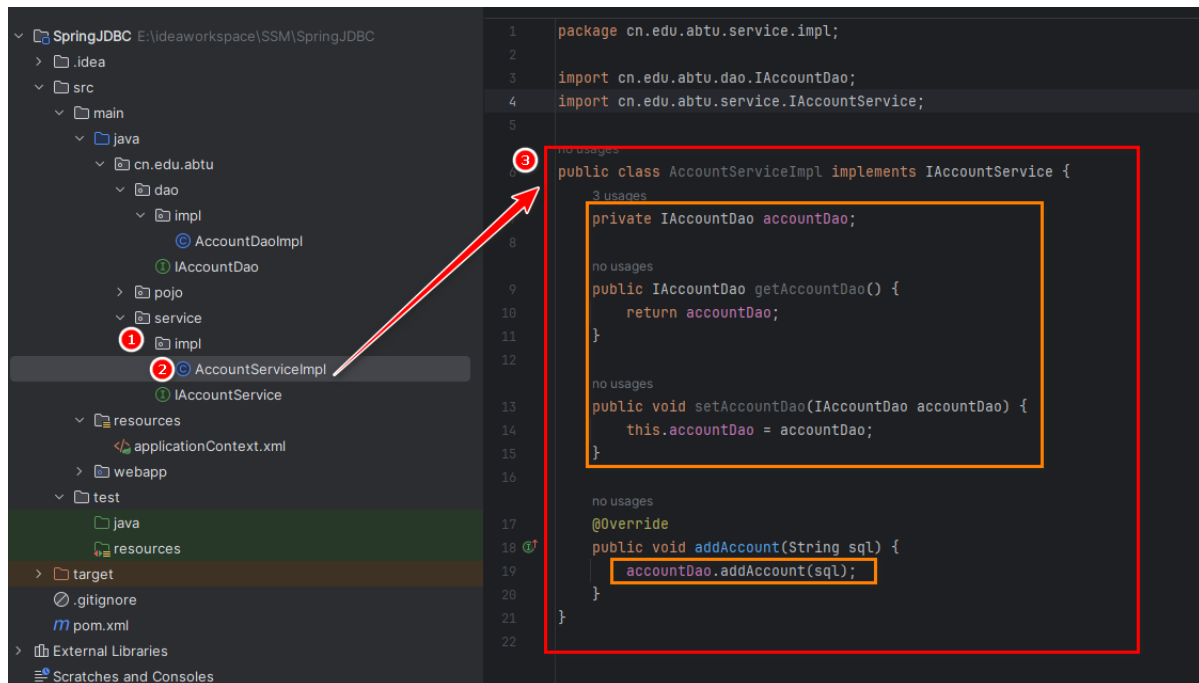 SpringJDBC E:\ideaworkspace\SSM\SpringJDBC
.idea
src
main
java
cn.edu.abtu
dao
impl
AccountDaoImpl
IAccountDao
pojo
service
1 impl
2 AccountServiceImpl
IAccountService
resources
applicationContext.xml
webapp
test
java
resources
target
.gitignore
pom.xml
External Libraries
Scratches and Consoles
1 package cn.edu.abtu.service.impl;
2
3 import cn.edu.abtu.dao.IAccountDao;
4 import cn.edu.abtu.service.IAccountService;
5
no usages
3
6 public class AccountServiceImpl implements IAccountService {
3 usages
private IAccountDao accountDao;
8
no usages
9 public IAccountDao getAccountDao() {
10 return accountDao;
11 }
12
no usages
13 public void setAccountDao(IAccountDao accountDao) {
14 this.accountDao = accountDao;
15 }
16
no usages
17 @Override
18 public void addAccount(String sql) {
19 accountDao.addAccount(sql);
20 }
21 }
22